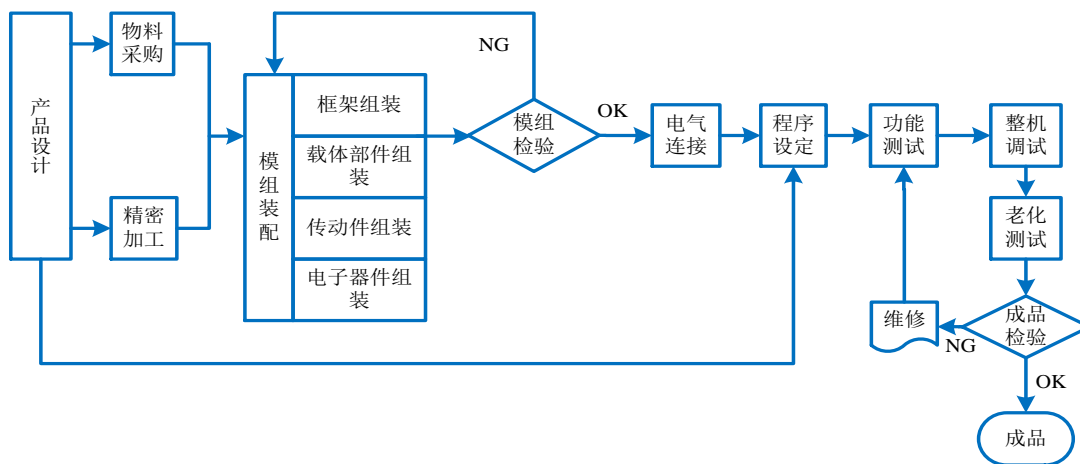 产品设计
物料
采购
精密
加工
模组装配
框架组装
载体部件组
装
传动件组装
电子器件组
装
NG
模组
检验
OK
电气
连接
程序
设定
功能
测试
整机
调试
老化
测试
成品
检验
NG
维修
OK
成品